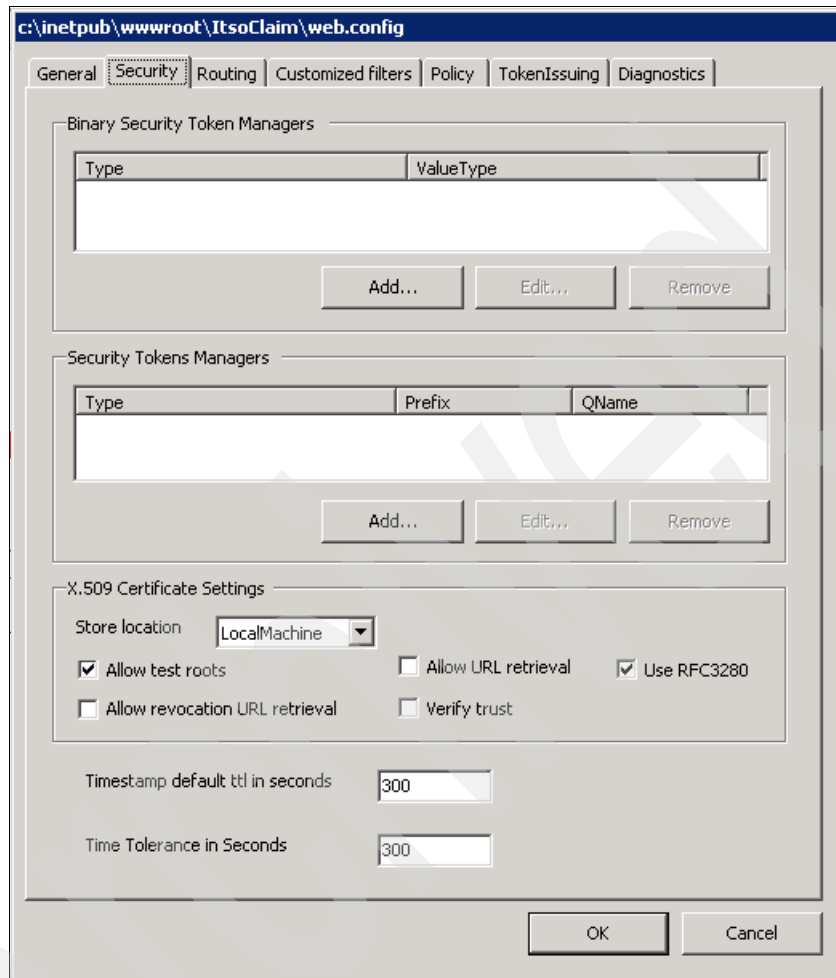 c:\inetpub\wwwroot\ItsoClaim\web.config
General Security Routing Customized filters Policy TokenIssuing Diagnostics
Binary Security Token Managers
Type ValueType
Add... Edit... Remove
Security Tokens Managers
Type Prefix QName
Add... Edit... Remove
X.509 Certificate Settings
Store location LocalMachine
Allow test roots Allow URL retrieval Use RFC3280
Allow revocation URL retrieval Verify trust
Timestamp default ttl in seconds 300
Time Tolerance in Seconds 300
OK Cancel